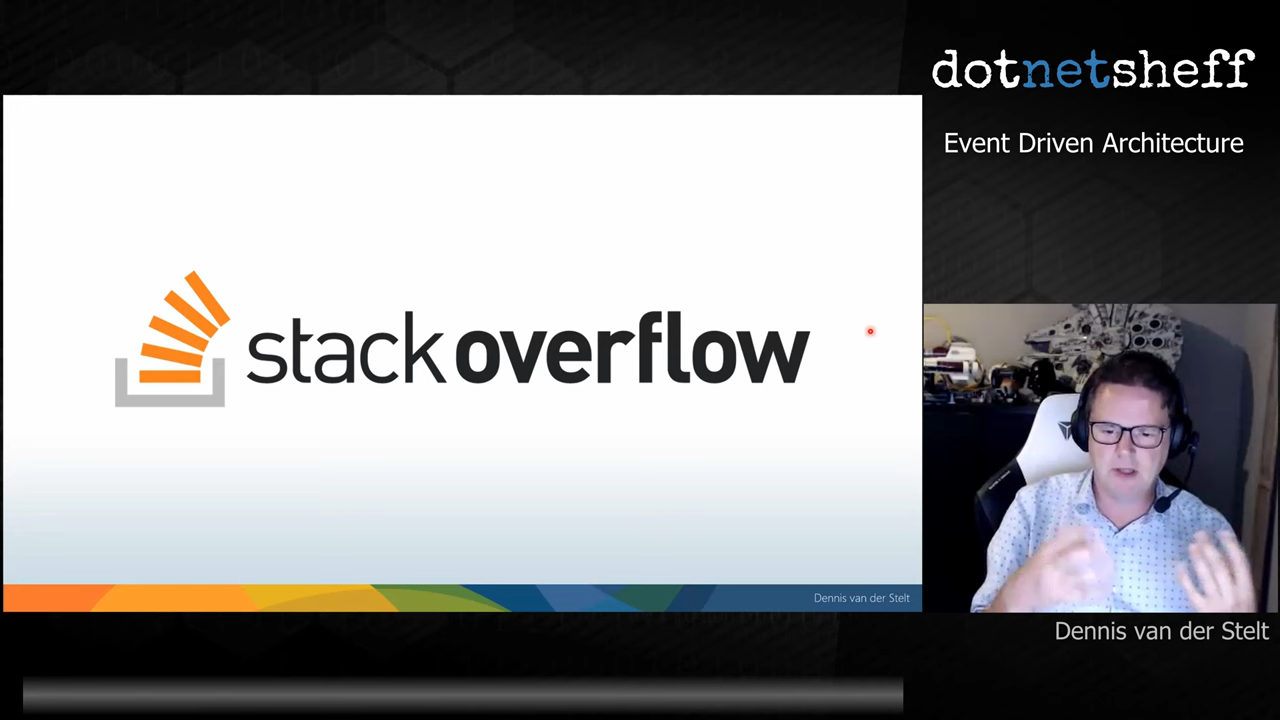 dotnetsheff
Event Driven Architecture
stackoverflow
Dennis van der Stelt
Dennis van der Stelt